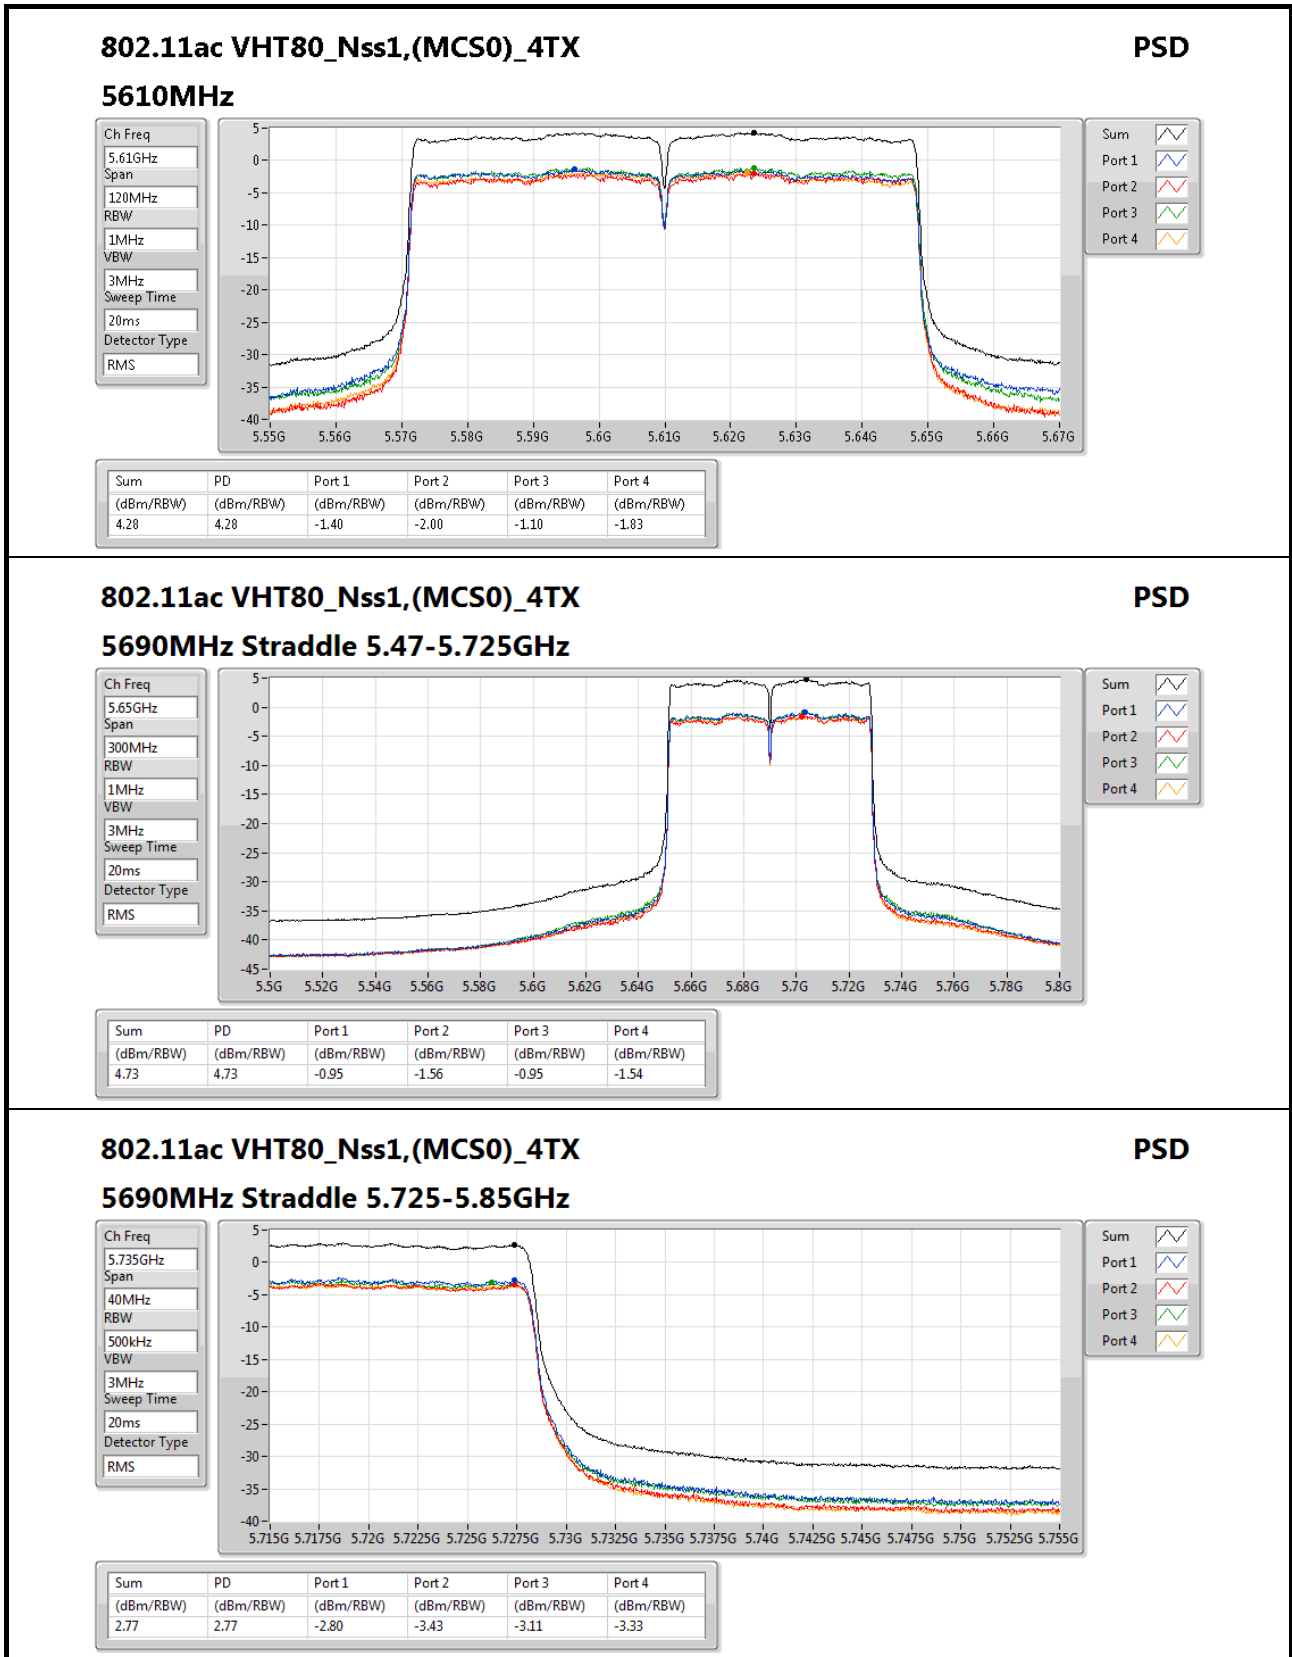 802.11ac VHT80_Nss1,(MCS0)_4TX PSD
5610MHz
Ch Freq
5.61GHz
Span
120MHz
RBW
1MHz
VBW
3MHz
Sweep Time
20ms
Detector Type
RMS
5
0
-5
-10
-15
-20
-25
-30
-35
-40
5.55G 5.56G 5.57G 5.58G 5.59G 5.6G 5.61G 5.62G 5.63G 5.64G 5.65G 5.66G 5.67G
Sum
Port 1
Port 2
Port 3
Port 4
Sum PD Port 1 Port 2 Port 3 Port 4
(dBm/RBW) (dBm/RBW) (dBm/RBW) (dBm/RBW) (dBm/RBW) (dBm/RBW)
4.28 4.28 -1.40 -2.00 -1.10 -1.83
802.11ac VHT80_Nss1,(MCS0)_4TX PSD
5690MHz Straddle 5.47-5.725GHz
Ch Freq
5.65GHz
Span
300MHz
RBW
1MHz
VBW
3MHz
Sweep Time
20ms
Detector Type
RMS
5
0
-5
-10
-15
-20
-25
-30
-35
-40
-45
5.5G 5.52G 5.54G 5.56G 5.58G 5.6G 5.62G 5.64G 5.66G 5.68G 5.7G 5.72G 5.74G 5.76G 5.78G 5.8G
Sum
Port 1
Port 2
Port 3
Port 4
Sum PD Port 1 Port 2 Port 3 Port 4
(dBm/RBW) (dBm/RBW) (dBm/RBW) (dBm/RBW) (dBm/RBW) (dBm/RBW)
4.73 4.73 -0.95 -1.56 -0.95 -1.54
802.11ac VHT80_Nss1,(MCS0)_4TX PSD
5690MHz Straddle 5.725-5.85GHz
Ch Freq
5.735GHz
Span
40MHz
RBW
500kHz
VBW
3MHz
Sweep Time
20ms
Detector Type
RMS
5
0
-5
-10
-15
-20
-25
-30
-35
-40
5.715G 5.7175G 5.72G 5.7225G 5.725G 5.7275G 5.73G 5.7325G 5.735G 5.7375G 5.74G 5.7425G 5.745G 5.7475G 5.75G 5.7525G 5.755G
Sum
Port 1
Port 2
Port 3
Port 4
Sum PD Port 1 Port 2 Port 3 Port 4
(dBm/RBW) (dBm/RBW) (dBm/RBW) (dBm/RBW) (dBm/RBW) (dBm/RBW)
2.77 2.77 -2.80 -3.43 -3.11 -3.33